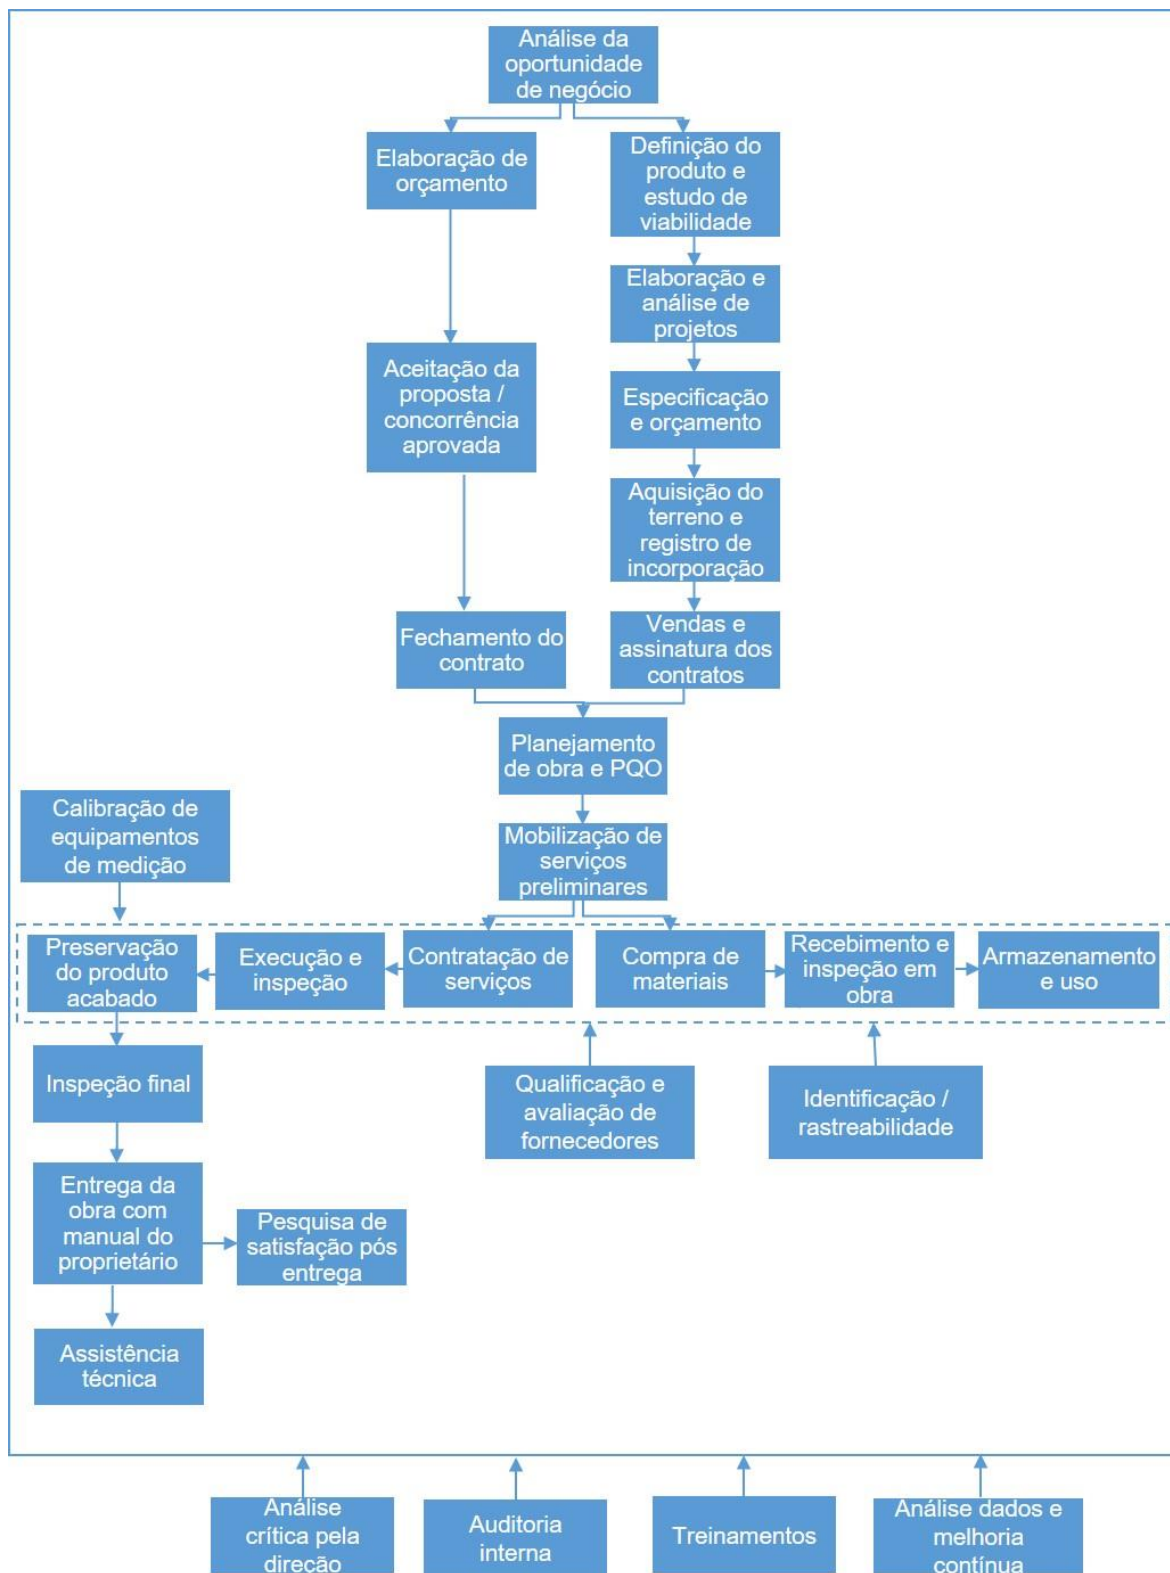 Análise da
oportunidade
de negócio
Elaboração de
orçamento
Definição do
produto e
estudo de
viabilidade
Elaboração e
análise de
projetos
Aceitação da
proposta /
concorrência
aprovada
Especificação
e orçamento
Aquisição do
terreno e
registro de
incorporação
Fechamento do
contrato
Vendas e
assinatura dos
contratos
Planejamento
de obra e PQO
Calibração de
equipamentos
de medição
Mobilização de
serviços
preliminares
Preservação
do produto
acabado
Execução e
inspeção
Contratação de
serviços
Compra de
materiais
Recebimento e
inspeção em
obra
Armazenamento
e uso
Inspeção final
Qualificação e
avaliação de
fornecedores
Identificação /
rastreabilidade
Entrega da
obra com
manual do
proprietário
Pesquisa de
satisfação pós
entrega
Assistência
técnica
Análise
crítica pela
direção
Auditoria
interna
Treinamentos
Análise dados e
melhoria
contínua